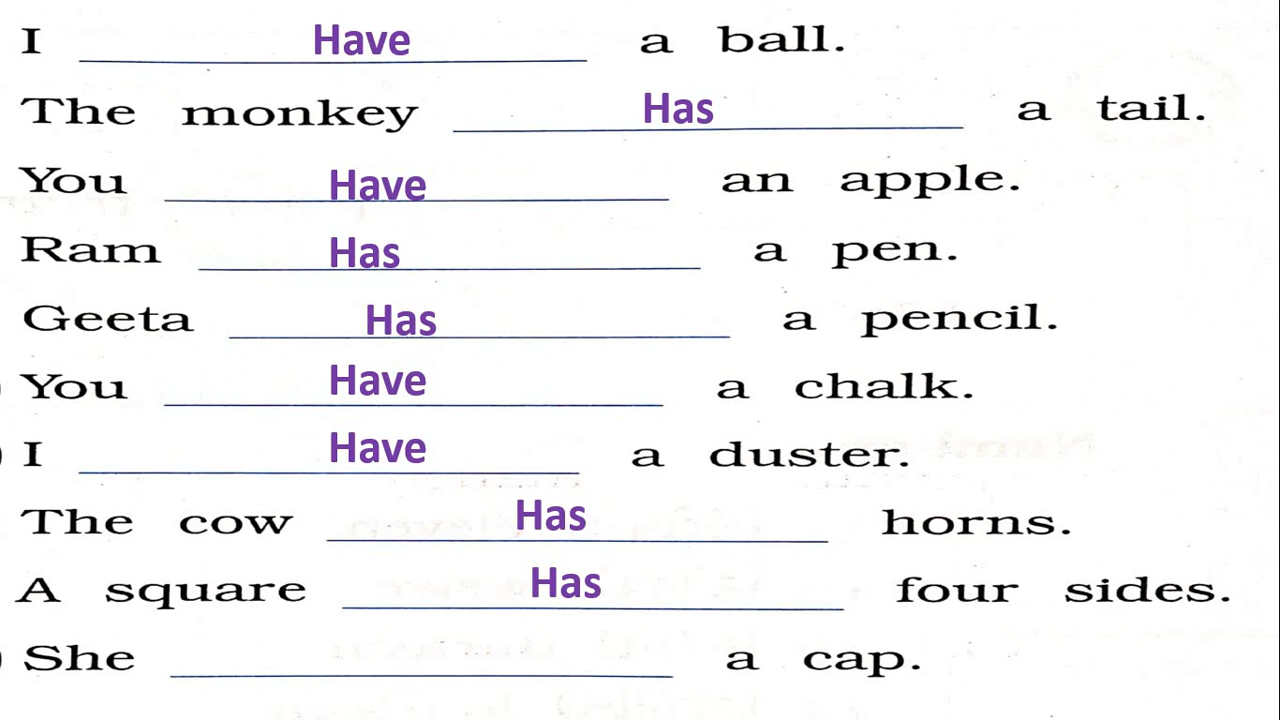 I Have a ball.
The monkey Has a tail.
You Have an apple.
Ram Has a pen.
Geeta Has a pencil.
) You Have a chalk.
) I Have a duster.
The cow Has horns.
A square Has four sides.
) She a cap.